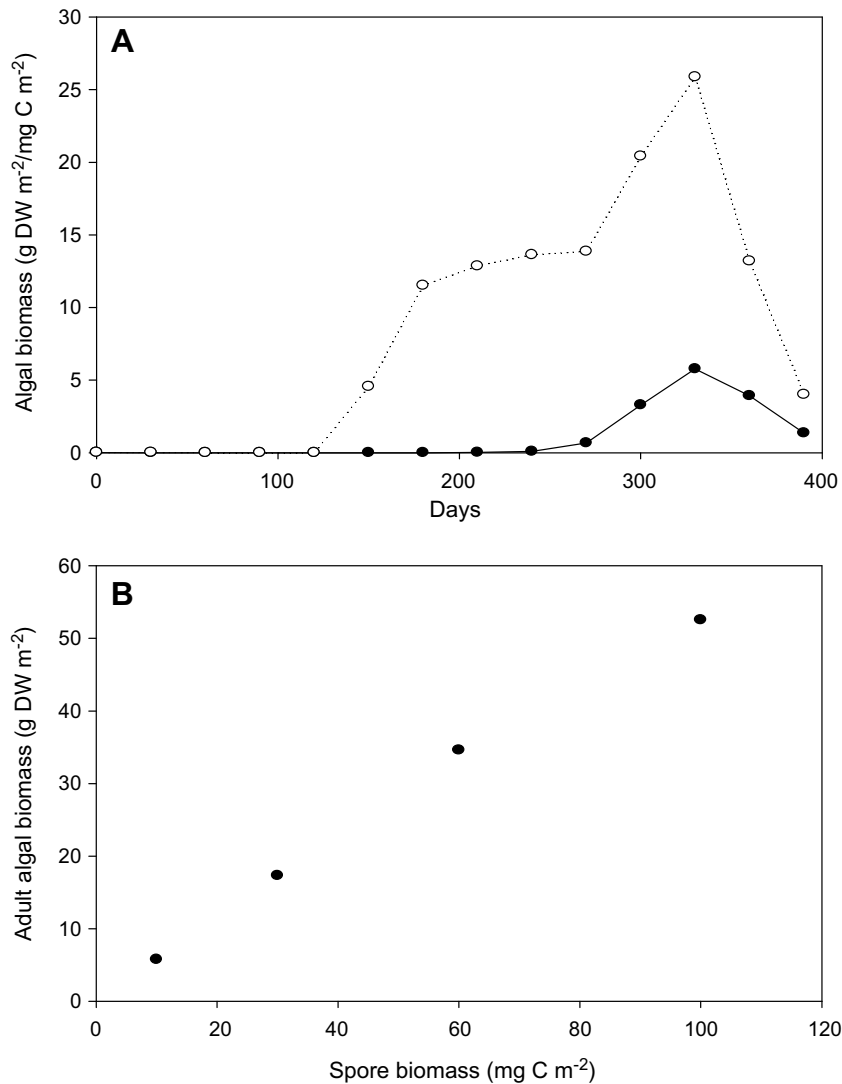 A
Algal biomass (g DW m-2/mg C m-2)
30
25
20
15
10
5
0
0 100 200 300 400
Days
B
Adult algal biomass (g DW m-2)
60
50
40
30
20
10
0
0 20 40 60 80 100 120
Spore biomass (mg C m-2)